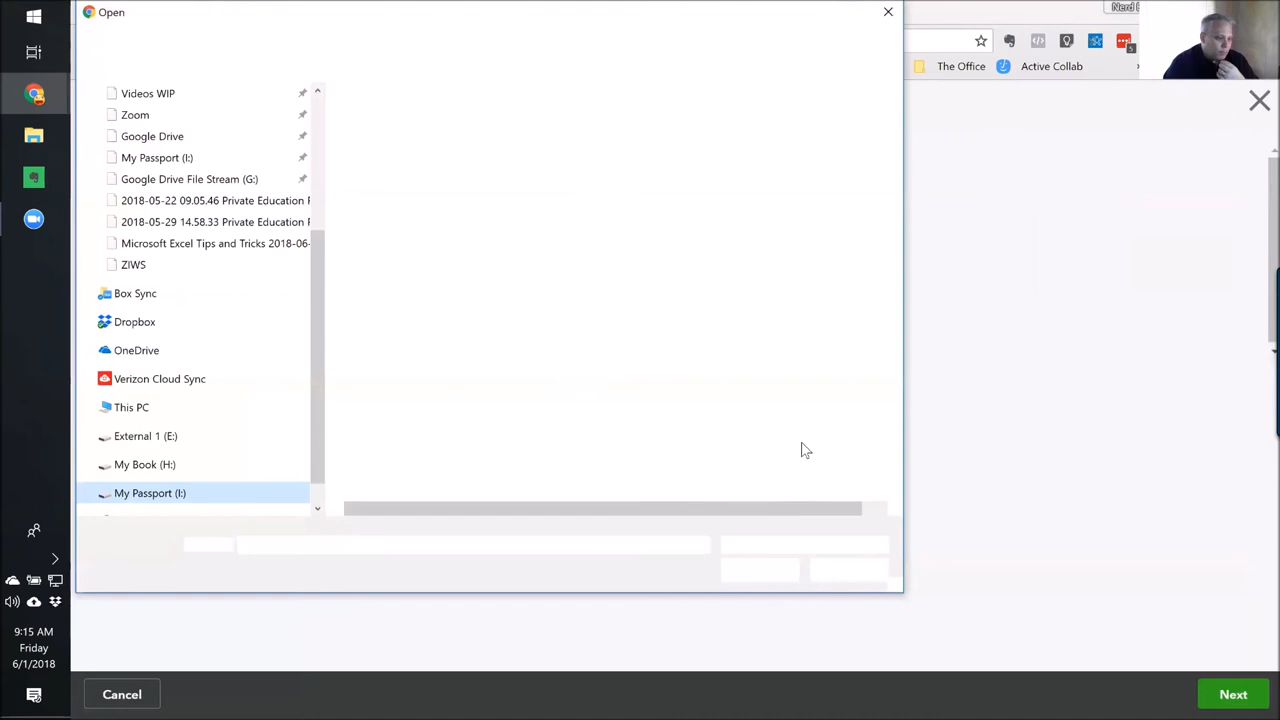 Open
Nerd
The Office
Active Collab
5
Videos WIP
Zoom
Google Drive
My Passport (I:)
Google Drive File Stream (G:)
2018-05-22 09.05.46 Private Education
2018-05-29 14.58.33 Private Education
Microsoft Excel Tips and Tricks 2018-06-
ZIWS
Box Sync
Dropbox
OneDrive
Verizon Cloud Sync
This PC
External 1 (E:)
My Book (H:)
My Passport (I:)
9:15 AM
Friday
6/1/2018
Cancel
Next